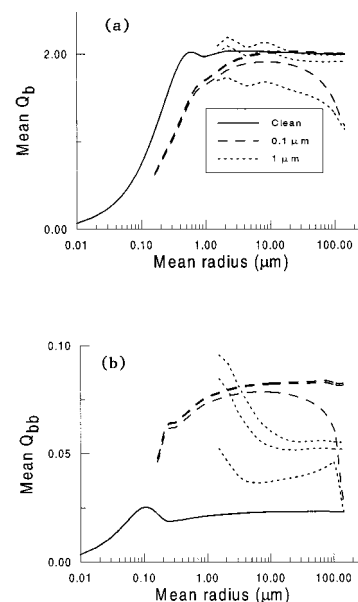 (a)
2.00
Mean Qb
Clean
0.1 μm
1 μm
0.00
0.01 0.10 1.00 10.00 100.00
Mean radius (μm)
(b)
0.10
Mean Qbb
0.05
0.00
0.01 0.10 1.00 10.00 100.00
Mean radius (μm)